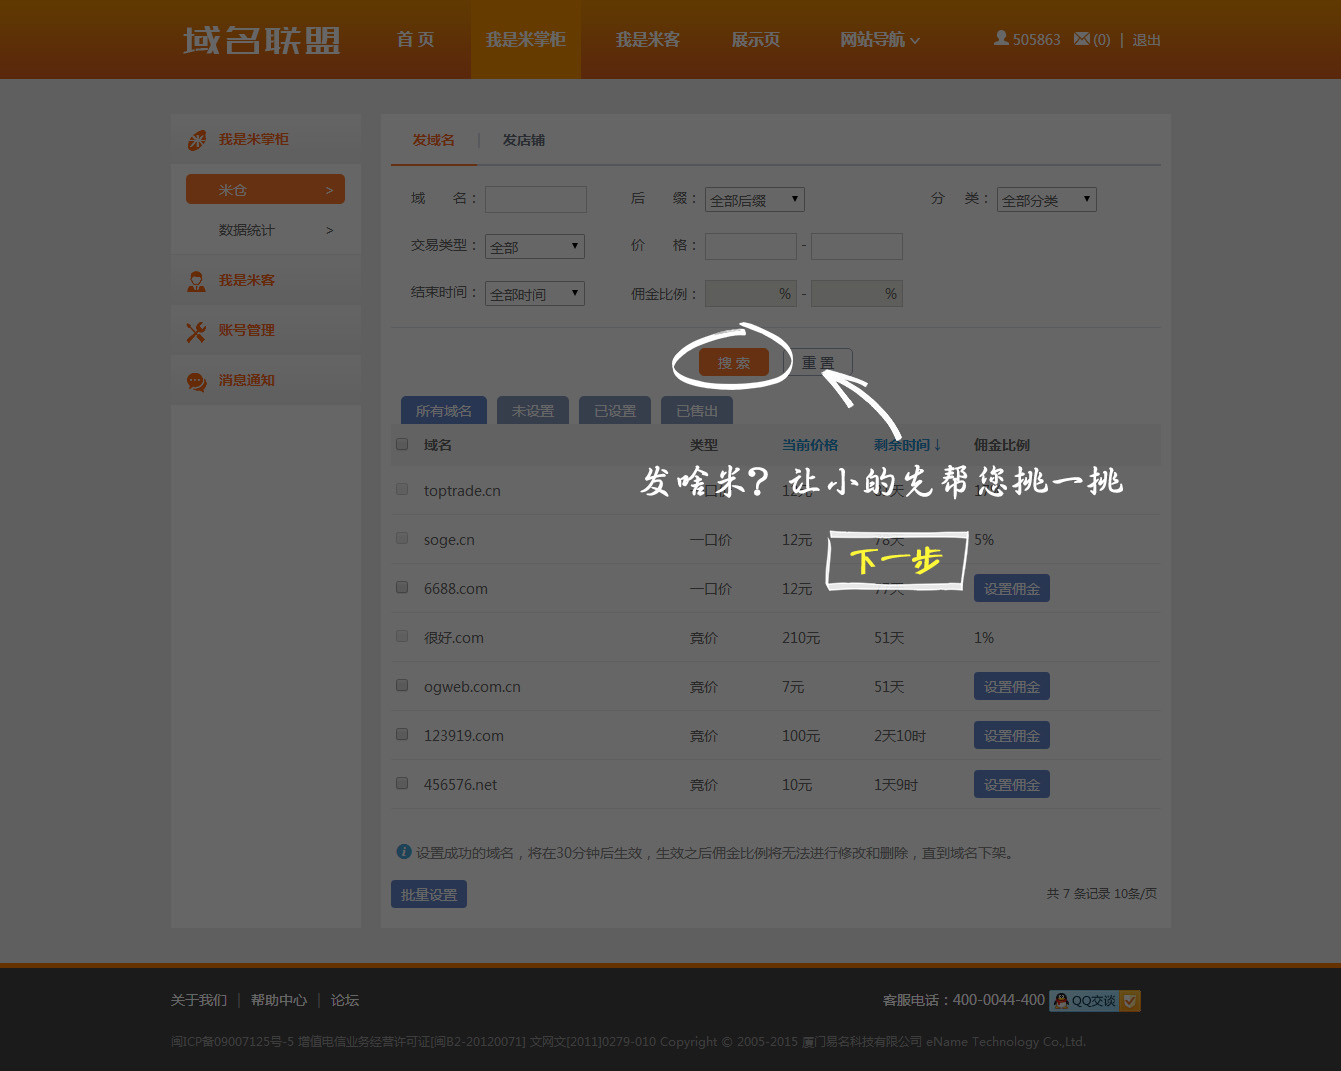 域名联盟 首 页 我是米掌柜 我是米客 展示页 网站导航 505863 (0) | 退出
我是米掌柜
米仓 >
数据统计 >
我是米客
账号管理
消息通知
发域名 | 发店铺
域 名： 后 缀： 全部后缀 分 类： 全部分类
交易类型： 全部 价 格： -
结束时间： 全部时间 佣金比例： % - %
搜 索 重 置
所有域名 未设置 已设置 已售出
域名 类型 当前价格 剩余时间↓ 佣金比例
发啥米？让小的先帮您挑一挑
toptrade.cn
soge.cn 一口价 12元 78天 5%
下一步
6688.com 一口价 12元 77天 设置佣金
很好.com 竞价 210元 51天 1%
ogweb.com.cn 竞价 7元 51天 设置佣金
123919.com 竞价 100元 2天10时 设置佣金
456576.net 竞价 10元 1天9时 设置佣金
设置成功的域名，将在30分钟后生效，生效之后佣金比例将无法进行修改和删除，直到域名下架。
批量设置 共 7 条记录 10条/页
关于我们 | 帮助中心 | 论坛 客服电话：400-0044-400 QQ交谈
闽ICP备09007125号-5 增值电信业务经营许可证[闽B2-20120071] 文网文[2011]0279-010 Copyright © 2005-2015 厦门易名科技有限公司 eName Technology Co.,Ltd.